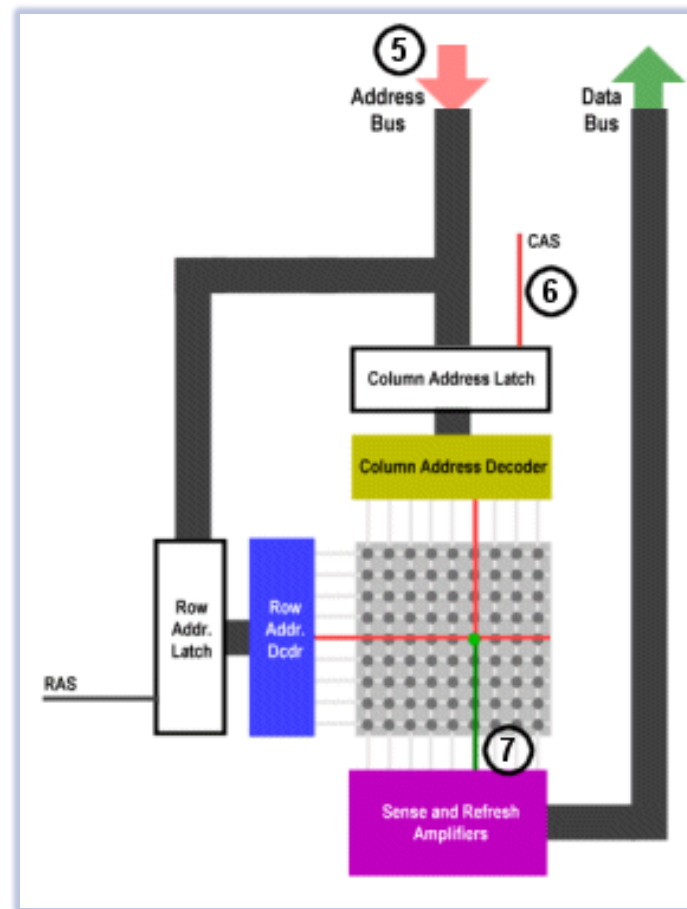 5
Address
Bus
Data
Bus
CAS
6
Column Address Latch
Column Address Decoder
Row
Addr.
Latch
Row
Addr.
Dcdr
RAS
7
Sense and Refresh
Amplifiers